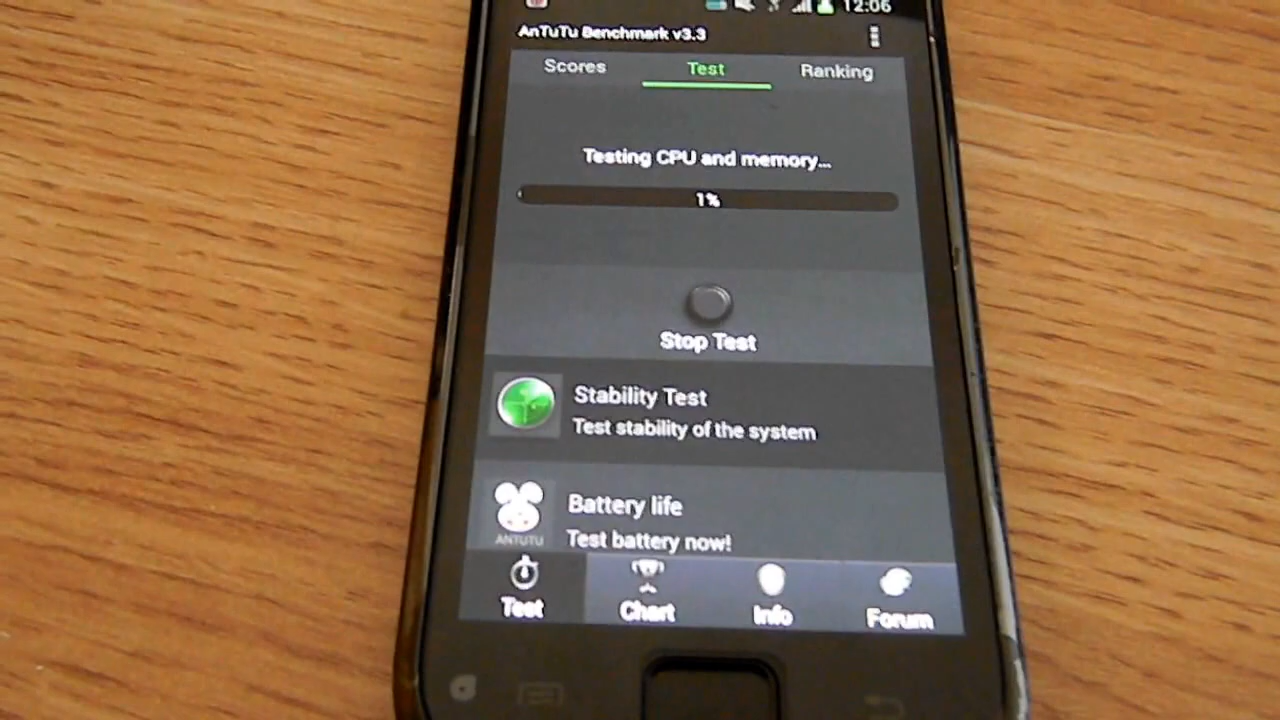 12:06
AnTuTu Benchmark v3.3
Scores Test Ranking
Testing CPU and memory...
1%
Stop Test
Stability Test
Test stability of the system
Battery life
ANTUTU
Test battery now!
Test Chart Info Forum